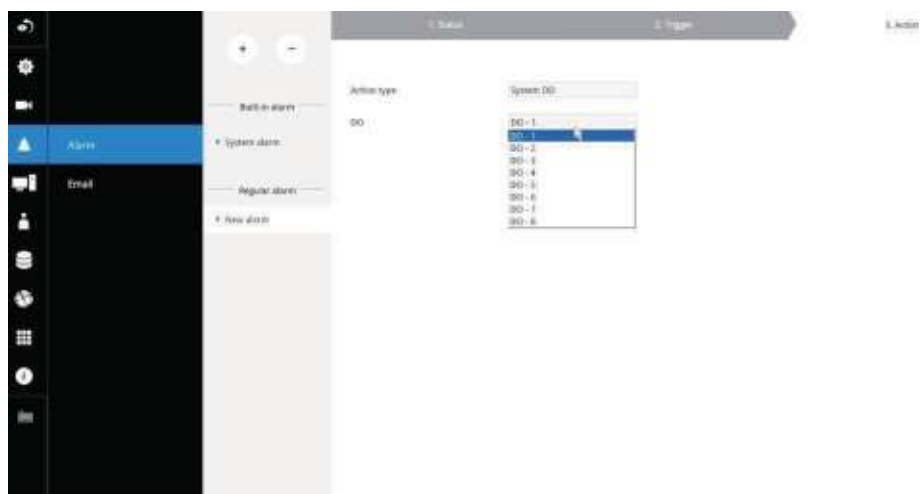 1. Status
2. Trigger
3. Action
+ −
Action type
System DO
Built-in alarm
DO
DO - 1
Alarm
System alarm
DO - 1
DO - 2
DO - 3
DO - 4
Email
Regular alarm
DO - 5
DO - 6
DO - 7
New alarm
DO - 8